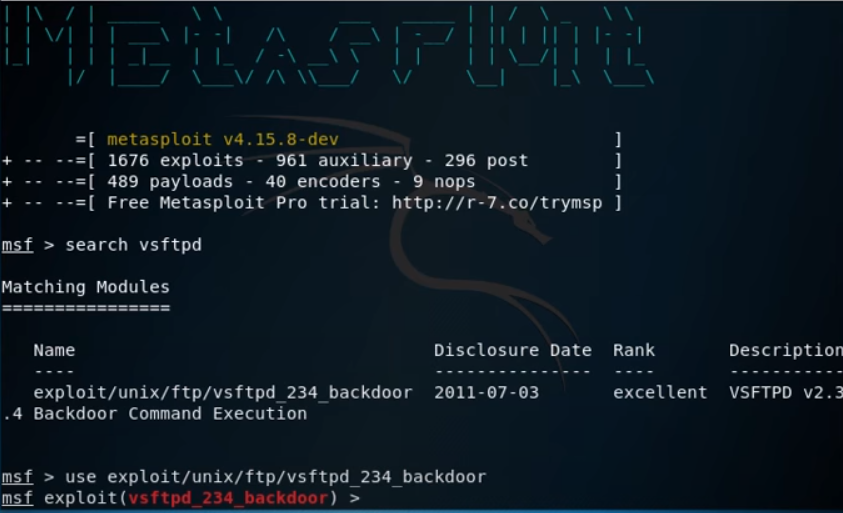 METASPLOIT
=[ metasploit v4.15.8-dev ]
+ -- --=[ 1676 exploits - 961 auxiliary - 296 post ]
+ -- --=[ 489 payloads - 40 encoders - 9 nops ]
+ -- --=[ Free Metasploit Pro trial: http://r-7.co/trymsp ]
msf > search vsftpd
Matching Modules
================
Name Disclosure Date Rank Description
---- --------------- ---- -----------
exploit/unix/ftp/vsftpd_234_backdoor 2011-07-03 excellent VSFTPD v2.3
.4 Backdoor Command Execution
msf > use exploit/unix/ftp/vsftpd_234_backdoor
msf exploit(vsftpd_234_backdoor) >